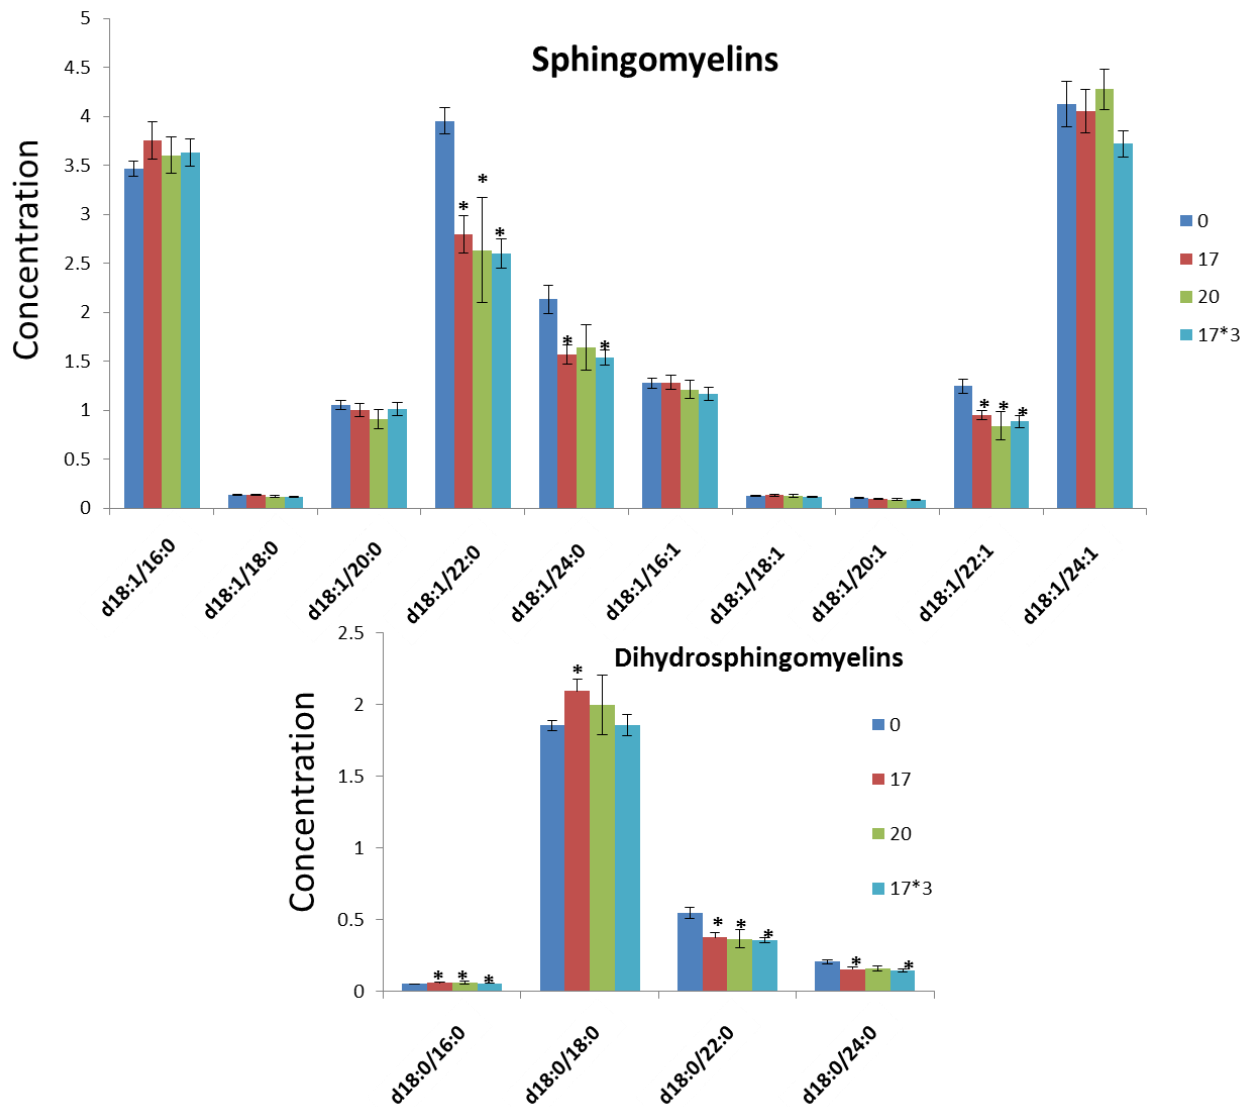 Sphingomyelins
Concentration
5
4.5
4
3.5
3
2.5
2
1.5
1
0.5
0
* * *
* *
* * *
0
17
20
17*3
d18:1/16:0
d18:1/18:0
d18:1/20:0
d18:1/22:0
d18:1/24:0
d18:1/16:1
d18:1/18:1
d18:1/20:1
d18:1/22:1
d18:1/24:1
Dihydrosphingomyelins
Concentration
2.5
2
1.5
1
0.5
0
* * *
*
* * *
* *
0
17
20
17*3
d18:0/16:0
d18:0/18:0
d18:0/22:0
d18:0/24:0